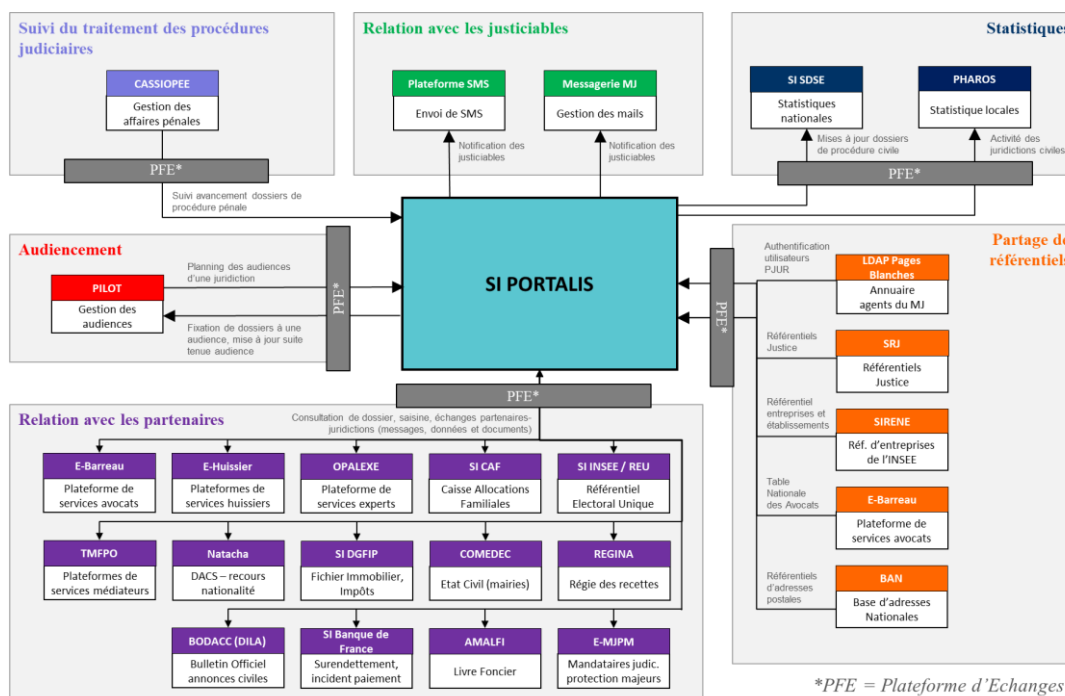 Suivi du traitement des procédures
judiciaires
CASSIOPEE
Gestion des
affaires pénales
PFE*
Suivi avancement dossiers de
procédure pénale
Relation avec les justiciables
Plateforme SMS
Envoi de SMS
Messagerie MJ
Gestion des mails
Notification des
justiciables
Notification des
justiciables
Statistiques
SI SDSE
Statistiques
nationales
PHAROS
Statistique locales
Mises à jour dossiers
de procédure civile
Activité des
juridictions civiles
PFE*
Audiencement
PILOT
Gestion des
audiences
Planning des audiences
d'une juridiction
Fixation de dossiers à une
audience, mise à jour suite
tenue audience
PFE*
SI PORTALIS
PFE*
Partage de
référentiels
Authentification
utilisateurs
PJUR
LDAP Pages
Blanches
Annuaire
agents du MJ
Référentiels
Justice
SRJ
Référentiels
Justice
Référentiel
entreprises et
établissements
SIRENE
Réf. d'entreprises
de l'INSEE
Table
Nationale
des Avocats
E-Barreau
Plateforme de
services avocats
Référentiels
d'adresses
postales
BAN
Base d'adresses
Nationales
PFE*
Relation avec les partenaires
Consultation de dossier, saisine, échanges partenaires-
juridictions (messages, données et documents)
E-Barreau
Plateforme de
services avocats
E-Huissier
Plateformes de
services huissiers
OPALEXE
Plateforme de
services experts
SI CAF
Caisse Allocations
Familiales
SI INSEE / REU
Référentiel
Electoral Unique
TMFPO
Plateformes de
services médiateurs
Natacha
DACS – recours
nationalité
SI DGFIP
Fichier Immobilier,
Impôts
COMEDEC
Etat Civil (mairies)
REGINA
Régie des recettes
BODACC (DILA)
Bulletin Officiel
annonces civiles
SI Banque de
France
Surendettement,
incident paiement
AMALFI
Livre Foncier
E-MJPM
Mandataires judic.
protection majeurs
*PFE = Plateforme d'Echanges